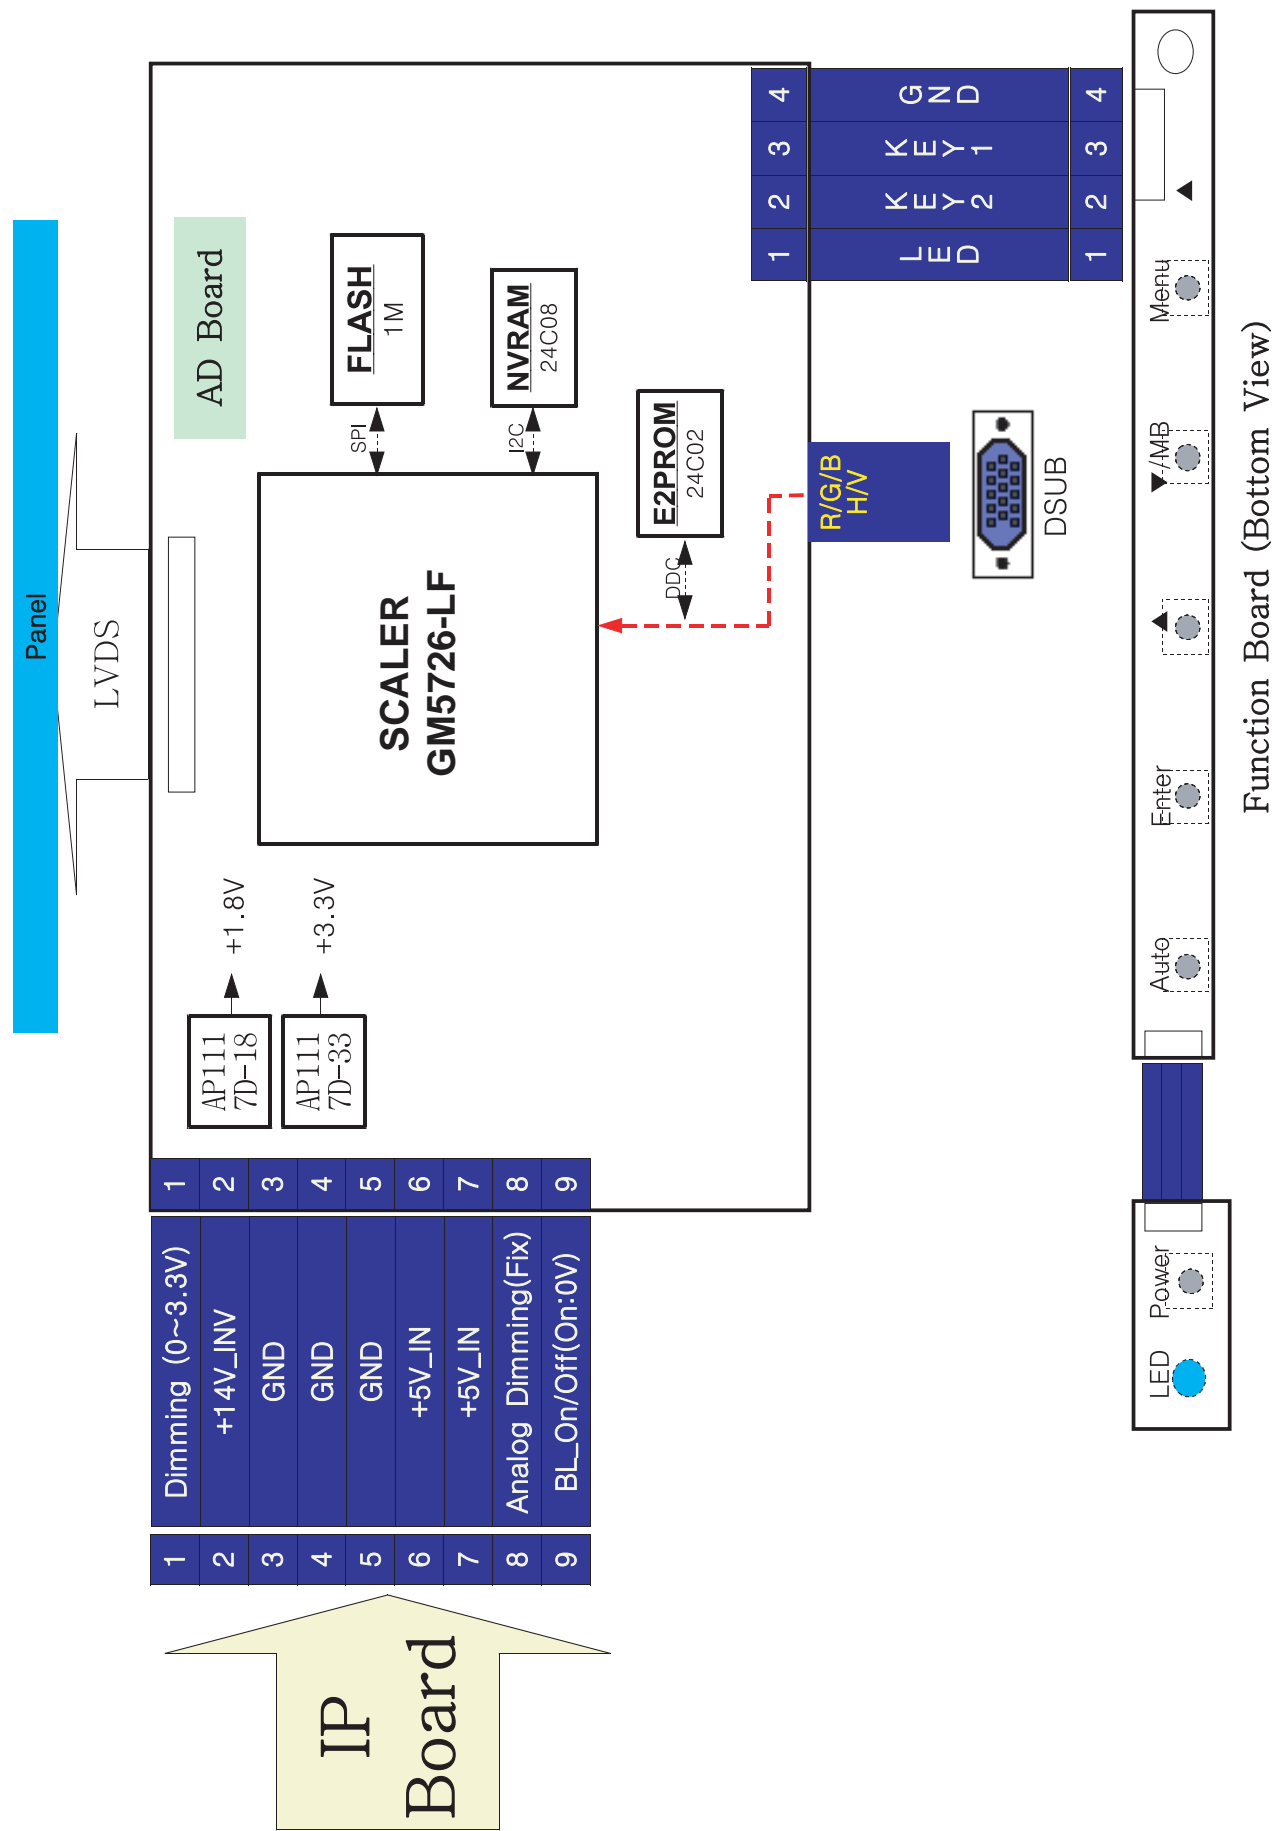 Panel
LVDS
AD Board
FLASH
1M
SPI
NVRAM
24C08
I2C
E2PROM
24C02
DDC
SCALER
GM5726-LF
AP111
7D-18
+1.8V
AP111
7D-33
+3.3V
IP
Board
1
2
3
4
5
6
7
8
9
Dimming (0~3.3V)
+14V_INV
GND
GND
GND
+5V_IN
+5V_IN
Analog Dimming(Fix)
BL_On/Off(On:0V)
1
2
3
4
5
6
7
8
9
R/G/B
H/V
DSUB
1
2
3
4
LED
KEY2
KEY1
GND
1
2
3
4
LED
Power
Auto
Enter
▲
▼/MB
Menu
▲
Function Board (Bottom View)